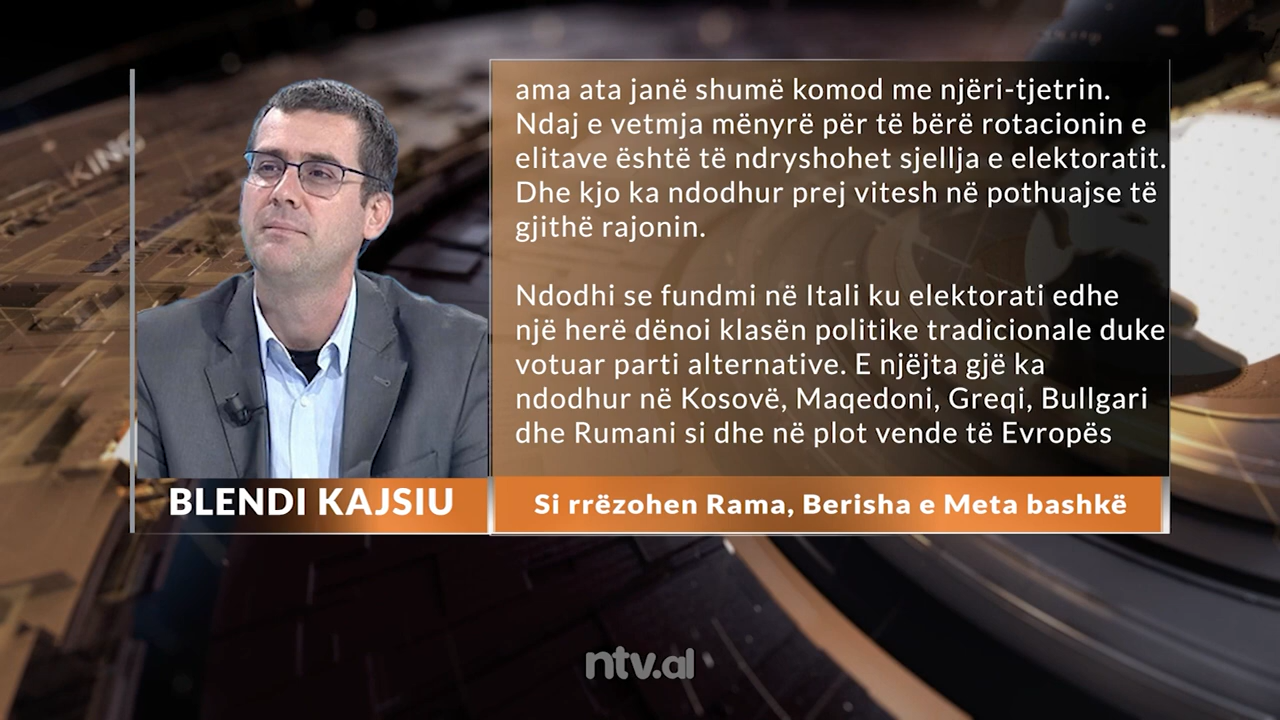 KING
ama ata janë shumë komod me njëri-tjetrin.
Ndaj e vetmja mënyrë për të bërë rotacionin e
elitave është të ndryshohet sjellja e elektoratit.
Dhe kjo ka ndodhur prej vitesh në pothuajse të
gjithë rajonin.
Ndodhi se fundmi në Itali ku elektorati edhe
një herë dënoi klasën politike tradicionale duke
votuar parti alternative. E njëjta gjë ka
ndodhur në Kosovë, Maqedoni, Greqi, Bullgari
dhe Rumani si dhe në plot vende të Evropës
BLENDI KAJSIU
Si rrëzohen Rama, Berisha e Meta bashkë
ntv.al